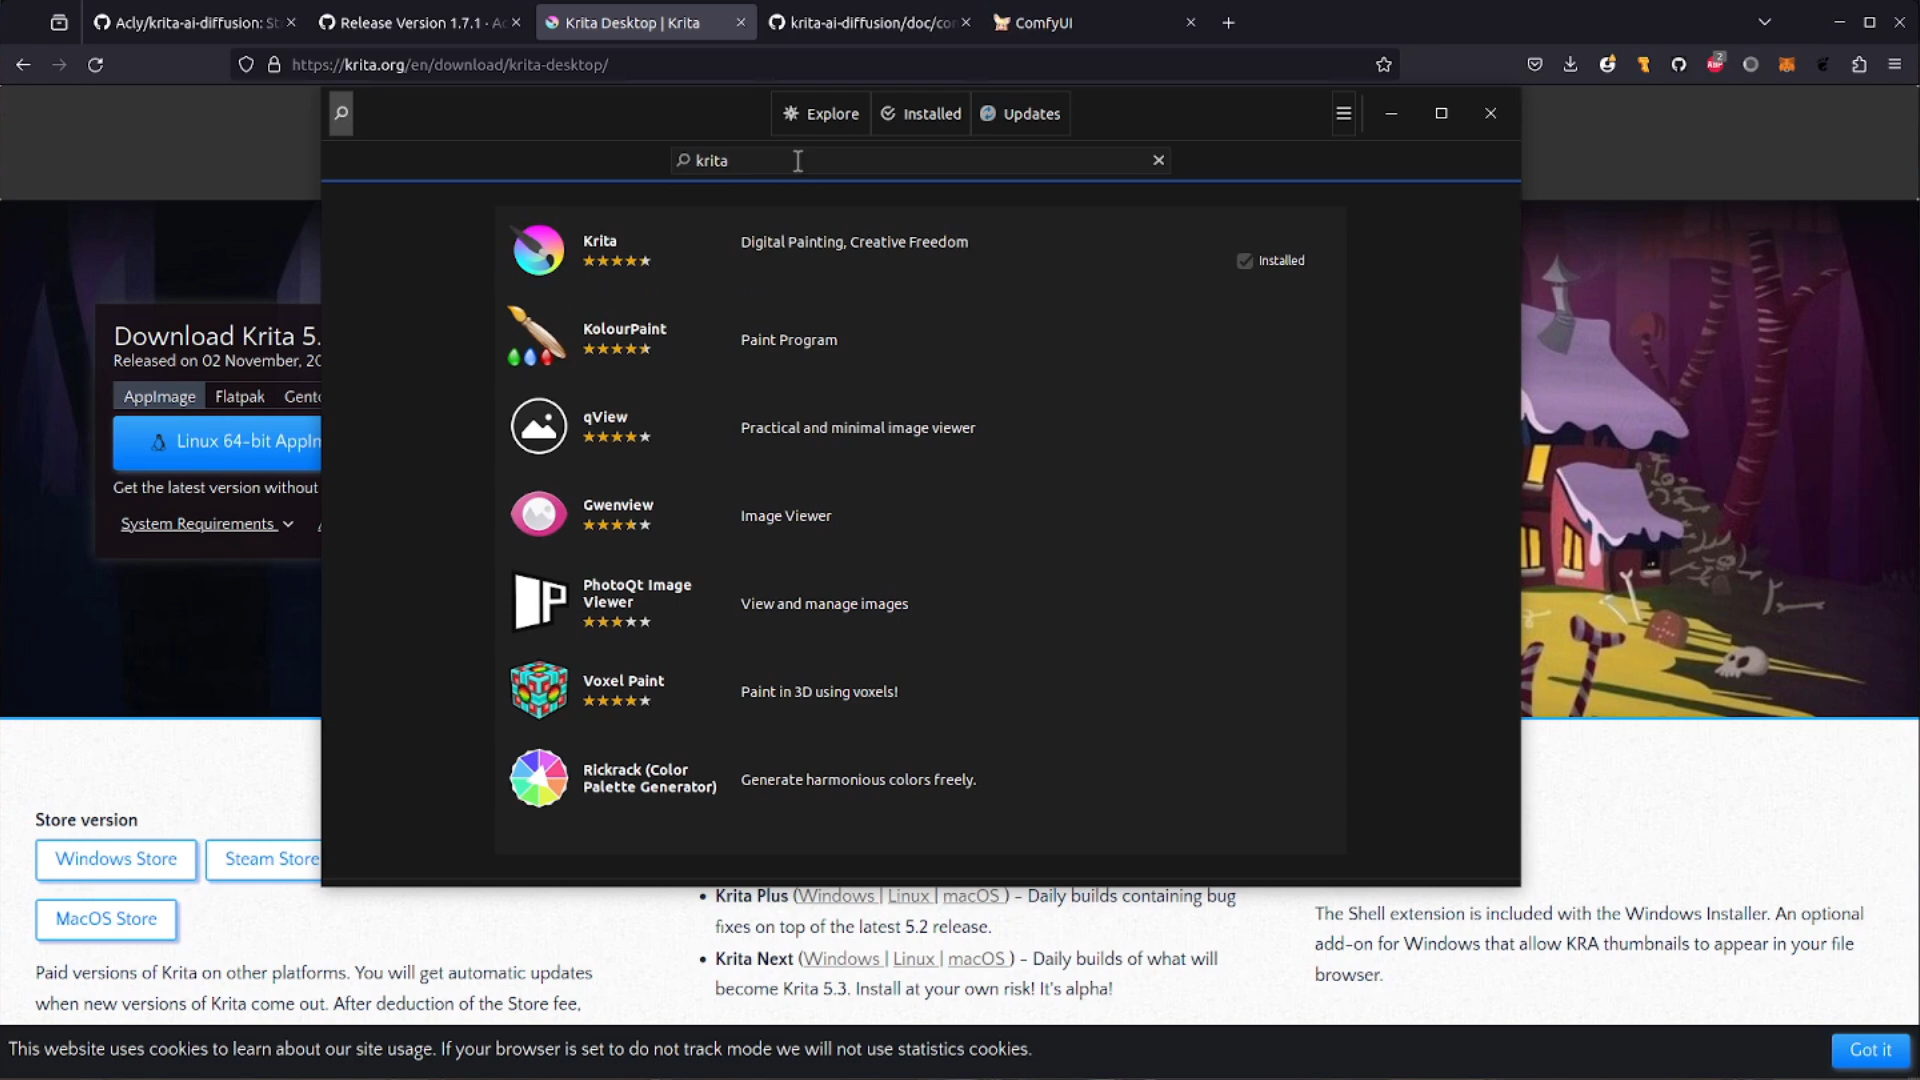 Acly/krita-ai-diffusion: St
Release Version 1.7.1 · Ac
Krita Desktop | Krita
krita-ai-diffusion/doc/con
ComfyUI
https://krita.org/en/download/krita-desktop/
2
ABP
Explore
Installed
Updates
krita
Krita
Digital Painting, Creative Freedom
Installed
KolourPaint
Paint Program
qView
Practical and minimal image viewer
Gwenview
Image Viewer
PhotoQt Image
Viewer
View and manage images
Voxel Paint
Paint in 3D using voxels!
Rickrack (Color
Palette Generator)
Generate harmonious colors freely.
Download Krita 5.
Released on 02 November, 20
AppImage
Flatpak
Gento
Linux 64-bit AppIm
Get the latest version without
System Requirements
Store version
Windows Store
Steam Store
MacOS Store
Paid versions of Krita on other platforms. You will get automatic updates
when new versions of Krita come out. After deduction of the Store fee,
• Krita Plus (Windows | Linux | macOS ) – Daily builds containing bug
fixes on top of the latest 5.2 release.
• Krita Next (Windows | Linux | macOS ) – Daily builds of what will
become Krita 5.3. Install at your own risk! It's alpha!
The Shell extension is included with the Windows Installer. An optional
add-on for Windows that allow KRA thumbnails to appear in your file
browser.
This website uses cookies to learn about our site usage. If your browser is set to do not track mode we will not use statistics cookies.
Got it